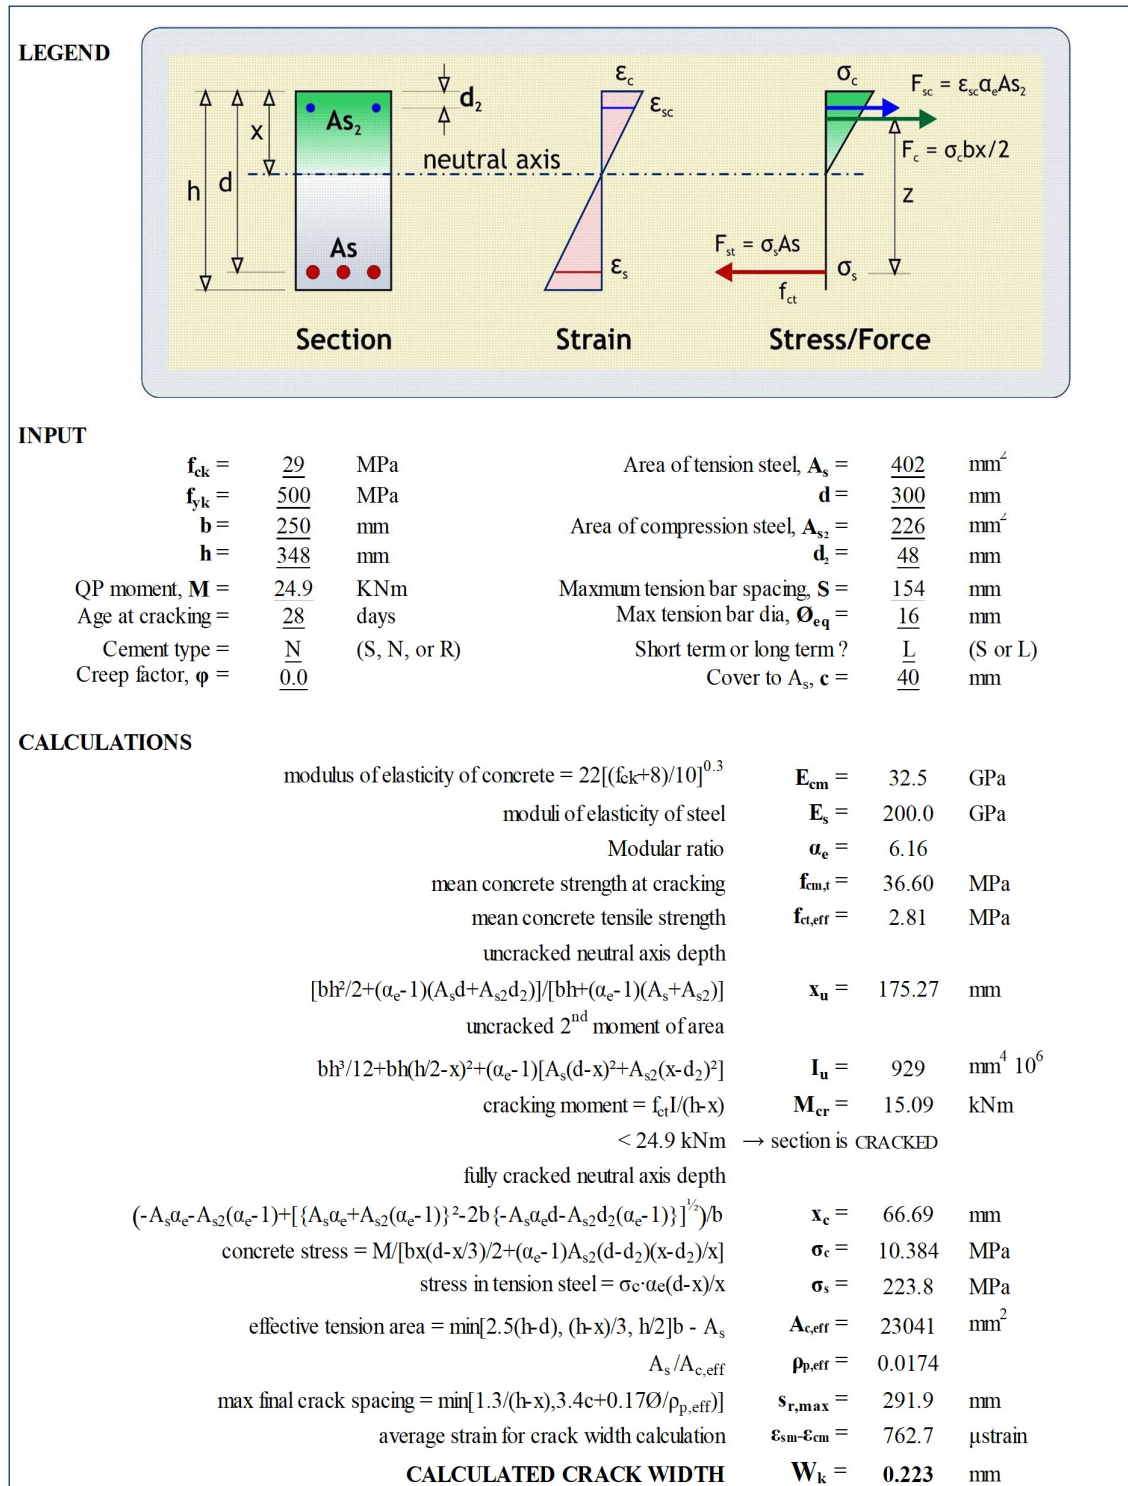 LEGEND
h
d
x
As₂
As
d₂
neutral axis
εc
εsc
εs
σc
Fsc = εscαeAs₂
Fc = σcbx/2
z
Fst = σsAs
σs
fct
Section
Strain
Stress/Force
INPUT
fck = 29 MPa Area of tension steel, As = 402 mm²
fyk = 500 MPa d = 300 mm
b = 250 mm Area of compression steel, As₂ = 226 mm²
h = 348 mm d₂ = 48 mm
QP moment, M = 24.9 KNm Maxmum tension bar spacing, S = 154 mm
Age at cracking = 28 days Max tension bar dia, Øeq = 16 mm
Cement type = N (S, N, or R) Short term or long term ? L (S or L)
Creep factor, φ = 0.0 Cover to As, c = 40 mm
CALCULATIONS
modulus of elasticity of concrete = 22[(fck+8)/10]^0.3 Ecm = 32.5 GPa
moduli of elasticity of steel Es = 200.0 GPa
Modular ratio αe = 6.16
mean concrete strength at cracking fcm,t = 36.60 MPa
mean concrete tensile strength fct,eff = 2.81 MPa
uncracked neutral axis depth
[bh²/2+(αe-1)(Asd+As2d2)]/[bh+(αe-1)(As+As2)] xu = 175.27 mm
uncracked 2nd moment of area
bh³/12+bh(h/2-x)²+(αe-1)[As(d-x)²+As2(x-d2)²] Iu = 929 mm⁴ 10⁶
cracking moment = fctI/(h-x) Mcr = 15.09 kNm
< 24.9 kNm → section is CRACKED
fully cracked neutral axis depth
(-Asαe-As2(αe-1)+[{Asαe+As2(αe-1)}²-2b{-Asαed-As2d2(αe-1)}]^½)/b xc = 66.69 mm
concrete stress = M/[bx(d-x/3)/2+(αe-1)As2(d-d2)(x-d2)/x] σc = 10.384 MPa
stress in tension steel = σc·αe(d-x)/x σs = 223.8 MPa
effective tension area = min[2.5(h-d), (h-x)/3, h/2]b - As Ac,eff = 23041 mm²
As/Ac,eff ρp,eff = 0.0174
max final crack spacing = min[1.3/(h-x),3.4c+0.17Ø/ρp,eff)] sr,max = 291.9 mm
average strain for crack width calculation εsm-εcm = 762.7 μstrain
CALCULATED CRACK WIDTH Wk = 0.223 mm